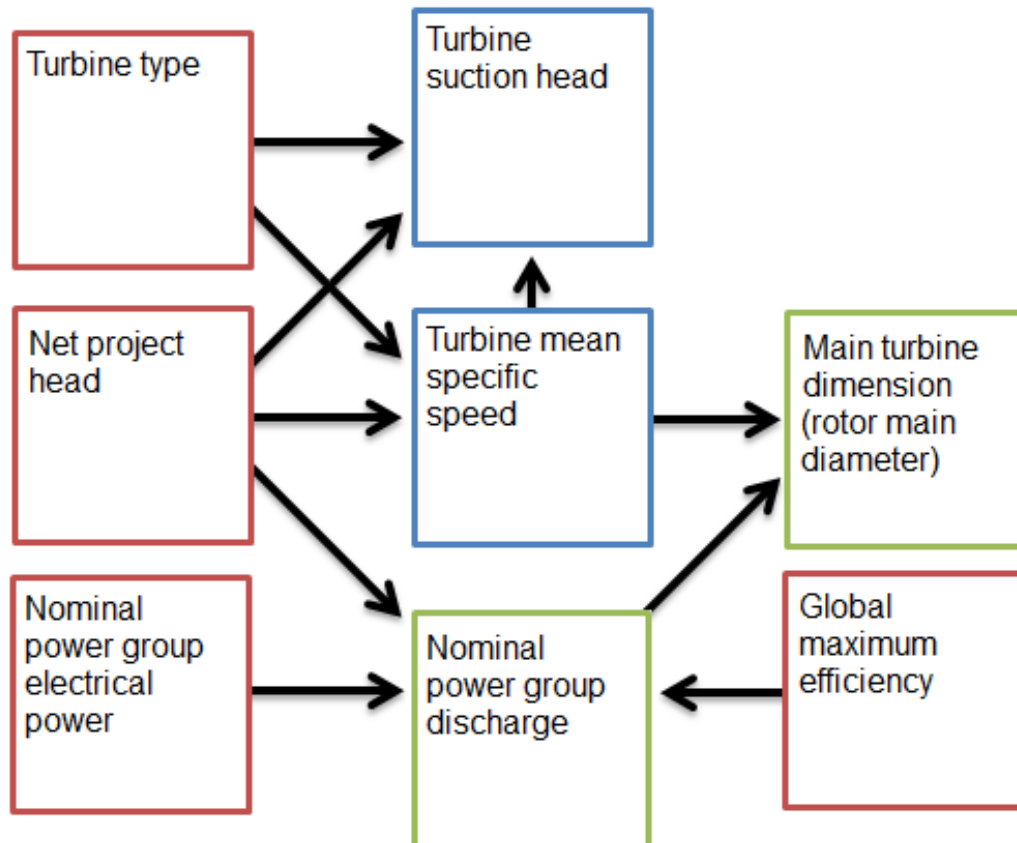 Turbine type
Turbine
suction head
Net project
head
Turbine mean
specific
speed
Main turbine
dimension
(rotor main
diameter)
Nominal
power group
electrical
power
Nominal
power group
discharge
Global
maximum
efficiency